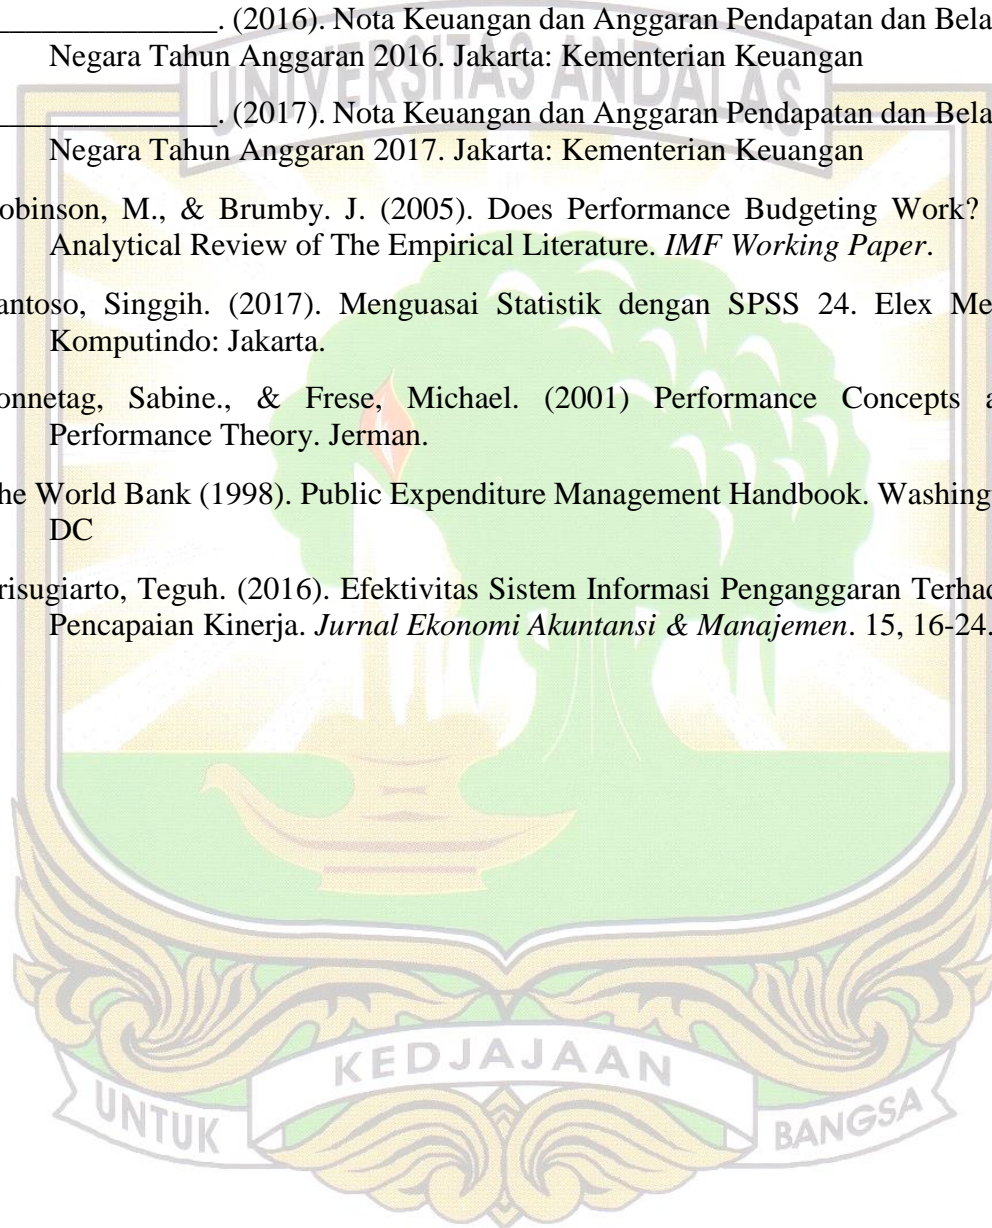 _______________. (2016). Nota Keuangan dan Anggaran Pendapatan dan Bela
Negara Tahun Anggaran 2016. Jakarta: Kementerian Keuangan
_______________. (2017). Nota Keuangan dan Anggaran Pendapatan dan Bela
Negara Tahun Anggaran 2017. Jakarta: Kementerian Keuangan
obinson, M., & Brumby. J. (2005). Does Performance Budgeting Work?
Analytical Review of The Empirical Literature. IMF Working Paper.
antoso, Singgih. (2017). Menguasai Statistik dengan SPSS 24. Elex Me
Komputindo: Jakarta.
onnetag, Sabine., & Frese, Michael. (2001) Performance Concepts a
Performance Theory. Jerman.
he World Bank (1998). Public Expenditure Management Handbook. Washing
DC
risugiarto, Teguh. (2016). Efektivitas Sistem Informasi Penganggaran Terhad
Pencapaian Kinerja. Jurnal Ekonomi Akuntansi & Manajemen. 15, 16-24.
UNIVERSITAS ANDALAS
KEDJAJAAN
UNTUK
BANGSA